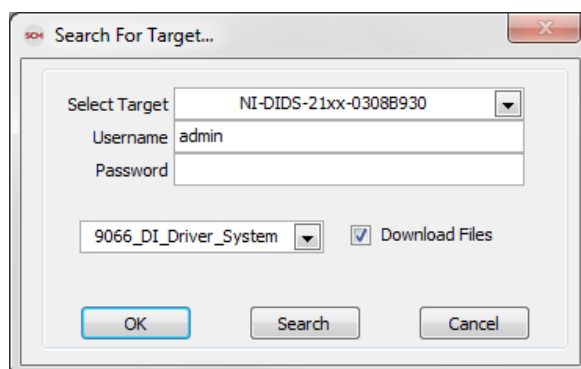 SCM Search For Target...
Select Target NI-DIDS-21xx-0308B930
Username admin
Password
9066_DI_Driver_System Download Files
OK Search Cancel